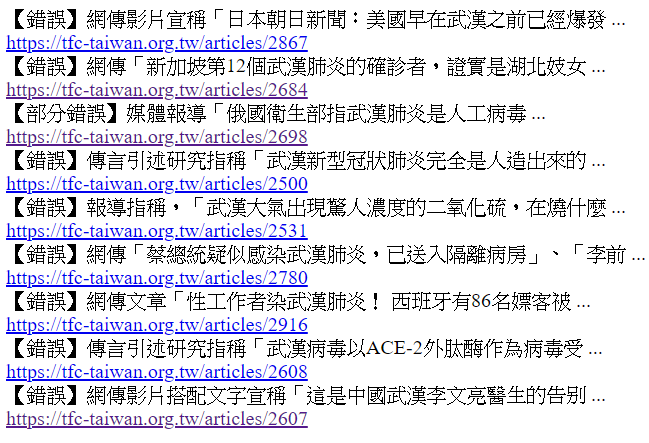 【錯誤】網傳影片宣稱「日本朝日新聞：美國早在武漢之前已經爆發 ...
https://tfc-taiwan.org.tw/articles/2867
【錯誤】網傳「新加坡第12個武漢肺炎的確診者，證實是湖北妓女 ...
https://tfc-taiwan.org.tw/articles/2684
【部分錯誤】媒體報導「俄國衛生部指武漢肺炎是人工病毒 ...
https://tfc-taiwan.org.tw/articles/2698
【錯誤】傳言引述研究指稱「武漢新型冠狀肺炎完全是人造出來的 ...
https://tfc-taiwan.org.tw/articles/2500
【錯誤】報導指稱，「武漢大氣出現驚人濃度的二氧化硫，在燒什麼 ...
https://tfc-taiwan.org.tw/articles/2531
【錯誤】網傳「蔡總統疑似感染武漢肺炎，已送入隔離病房」、「李前 ...
https://tfc-taiwan.org.tw/articles/2780
【錯誤】網傳文章「性工作者染武漢肺炎！ 西班牙有86名嫖客被 ...
https://tfc-taiwan.org.tw/articles/2916
【錯誤】傳言引述研究指稱「武漢病毒以ACE-2外肽酶作為病毒受 ...
https://tfc-taiwan.org.tw/articles/2608
【錯誤】網傳影片搭配文字宣稱「這是中國武漢李文亮醫生的告別 ...
https://tfc-taiwan.org.tw/articles/2607